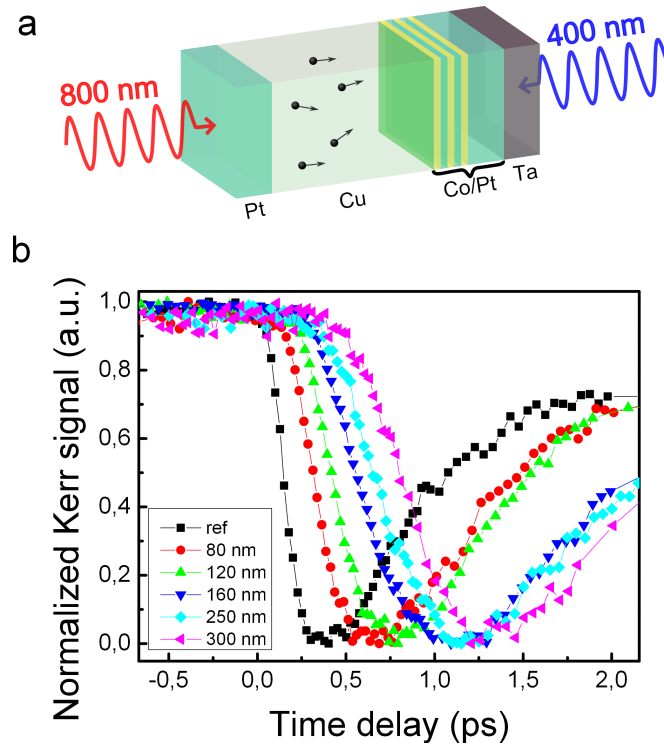 a
800 nm
400 nm
Pt
Cu
Co/Pt
Ta
b
Normalized Kerr signal (a.u.)
1,0
0,8
0,6
0,4
0,2
0,0
ref
80 nm
120 nm
160 nm
250 nm
300 nm
-0,5
0,0
0,5
1,0
1,5
2,0
Time delay (ps)